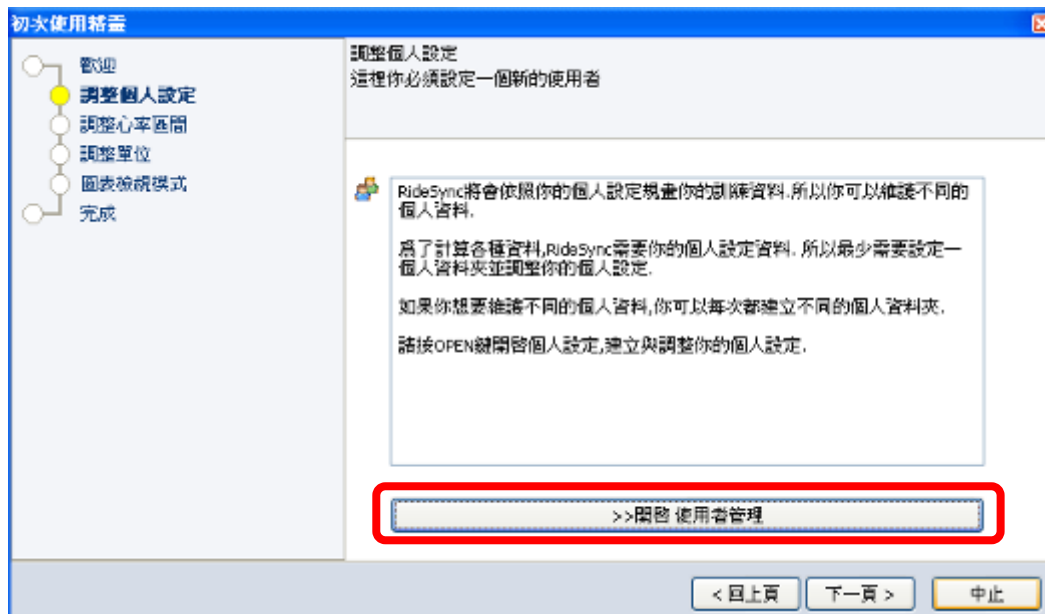 初次使用精靈
歡迎
調整個人設定
調整心率區間
調整單位
圖表檢視模式
完成
調整個人設定
這裡你必須設定一個新的使用者
RideSync將會依照你的個人設定規畫你的訓練資料.所以你可以維護不同的
個人資料.
為了計算各種資料,RideSync需要你的個人設定資料. 所以最少需要設定一
個人資料夾並調整你的個人設定.
如果你想要維護不同的個人資料,你可以每次都建立不同的個人資料夾.
請按OPEN鍵開啓個人設定,建立與調整你的個人設定.
>>開啓 使用者管理
< 回上頁
下一頁 >
中止